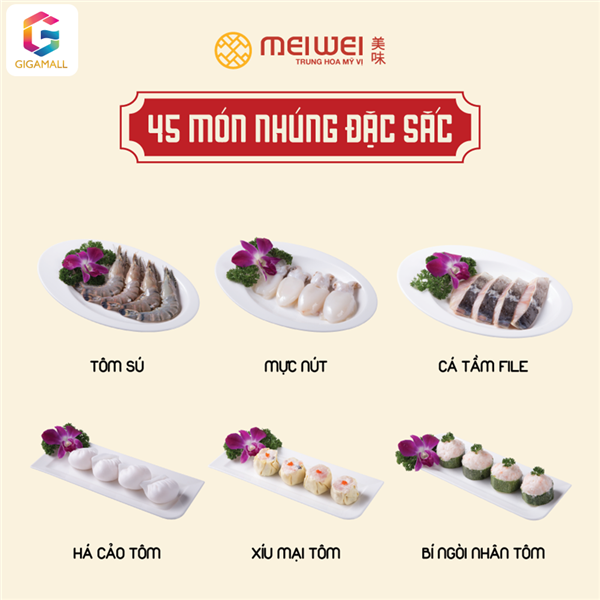 GIGAMALL
MEIWEI 美味
TRUNG HOA MỸ VỊ
45 MÓN NHÚNG ĐẶC SẮC
TÔM SÚ
MỰC NÚT
CÁ TẦM FILE
HÁ CẢO TÔM
XÍU MẠI TÔM
BÍ NGÒI NHÂN TÔM